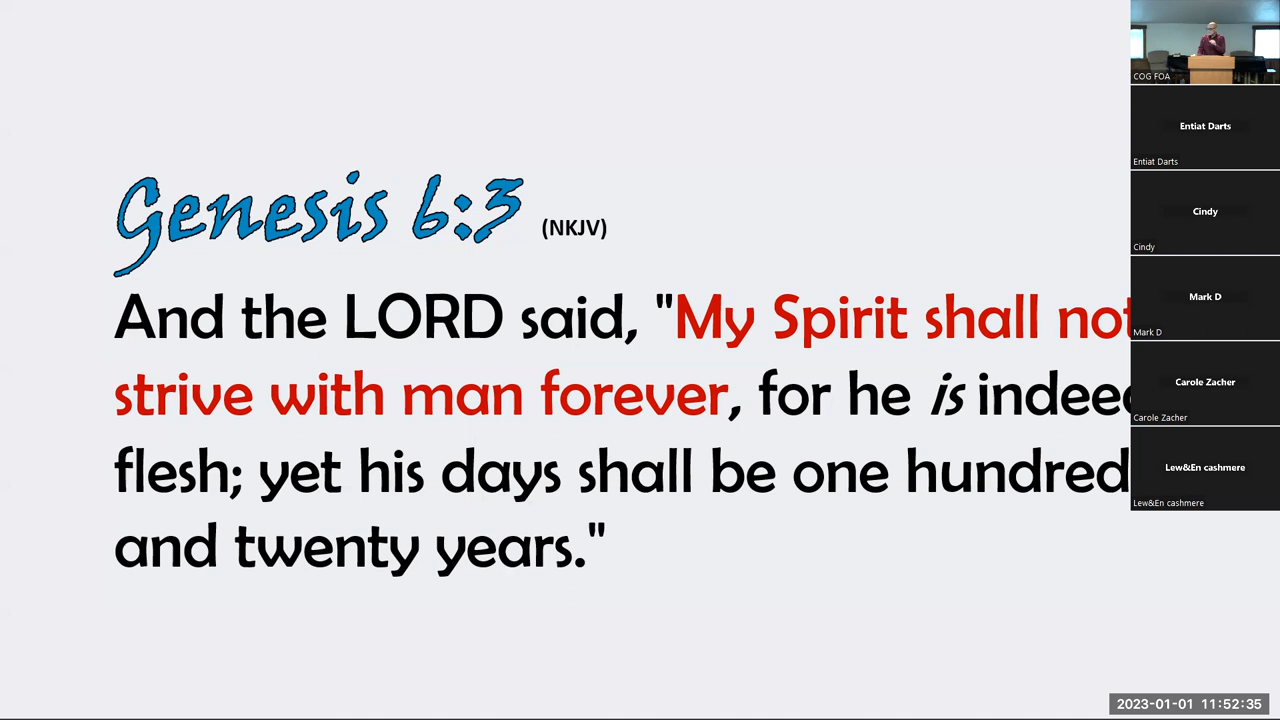 Genesis 6:3 (NKJV)
And the LORD said, "My Spirit shall not
strive with man forever, for he is indeed
flesh; yet his days shall be one hundred
and twenty years."
COG FOA
Entiat Darts
Entiat Darts
Cindy
Cindy
Mark D
Mark D
Carole Zacher
Carole Zacher
Lew&En cashmere
Lew&En cashmere
2023-01-01 11:52:35